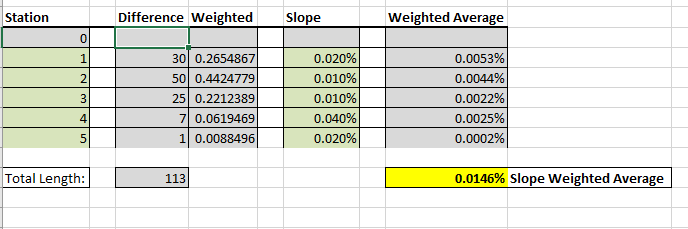 Station Difference Weighted Slope Weighted Average
0
1 30 0.2654867 0.020% 0.0053%
2 50 0.4424779 0.010% 0.0044%
3 25 0.2212389 0.010% 0.0022%
4 7 0.0619469 0.040% 0.0025%
5 1 0.0088496 0.020% 0.0002%
Total Length: 113 0.0146% Slope Weighted Average